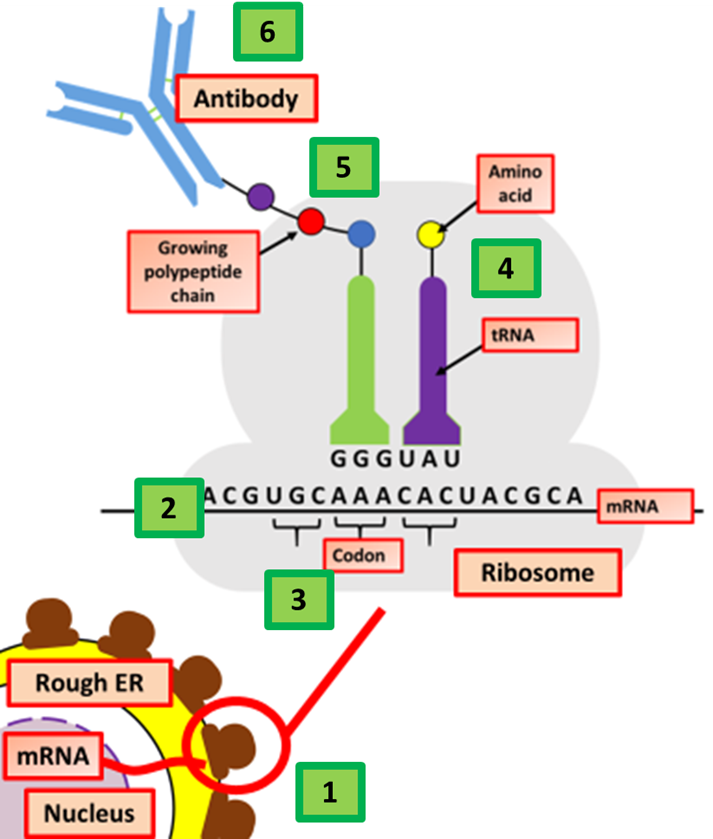 6
Antibody
5
Amino
acid
Growing
polypeptide
chain
4
tRNA
GGGUAU
2
ACGUGCAAACACUACGCA
mRNA
Codon
Ribosome
3
Rough ER
mRNA
1
Nucleus